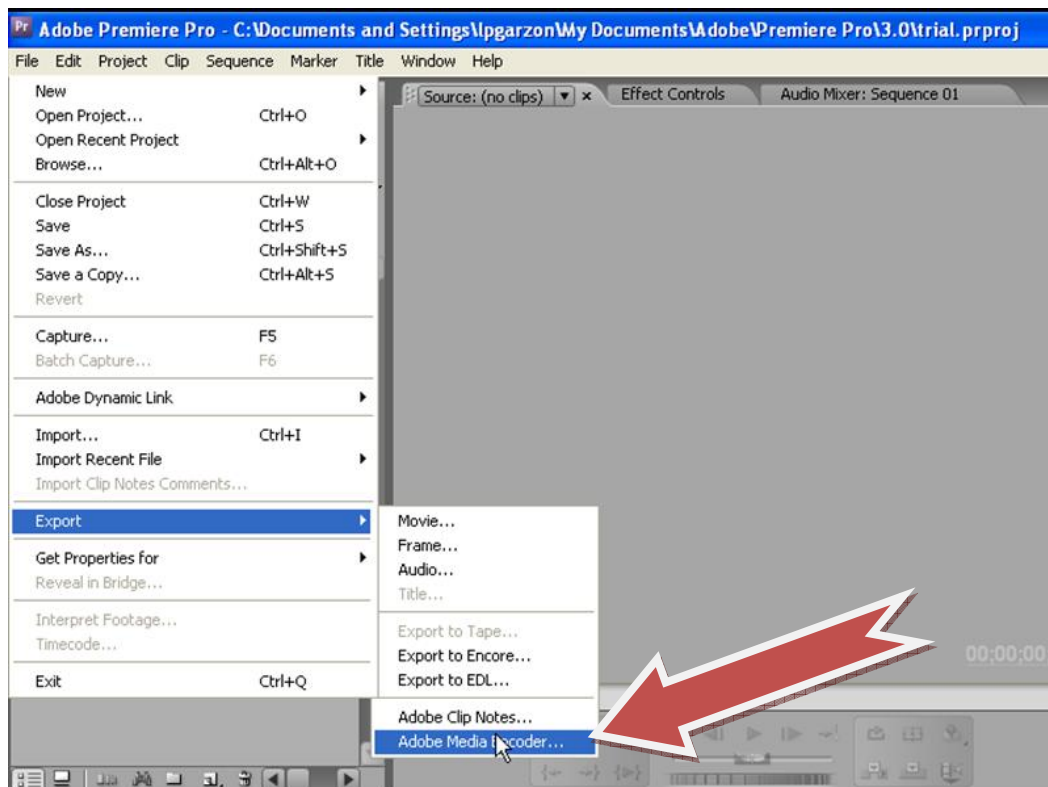 Adobe Premiere Pro - C:\Documents and Settings\lpgarzon\My Documents\Adobe\Premiere Pro\3.0\trial.prproj
File Edit Project Clip Sequence Marker Title Window Help
Source: (no clips) Effect Controls Audio Mixer: Sequence 01
New
Open Project... Ctrl+O
Open Recent Project
Browse... Ctrl+Alt+O
Close Project Ctrl+W
Save Ctrl+S
Save As... Ctrl+Shift+S
Save a Copy... Ctrl+Alt+S
Revert
Capture... F5
Batch Capture... F6
Adobe Dynamic Link
Import... Ctrl+I
Import Recent File
Import Clip Notes Comments...
Export
Get Properties for
Reveal in Bridge...
Interpret Footage...
Timecode...
Exit Ctrl+Q
Movie...
Frame...
Audio...
Title...
Export to Tape...
Export to Encore...
Export to EDL...
Adobe Clip Notes...
Adobe Media Encoder...
00;00;00